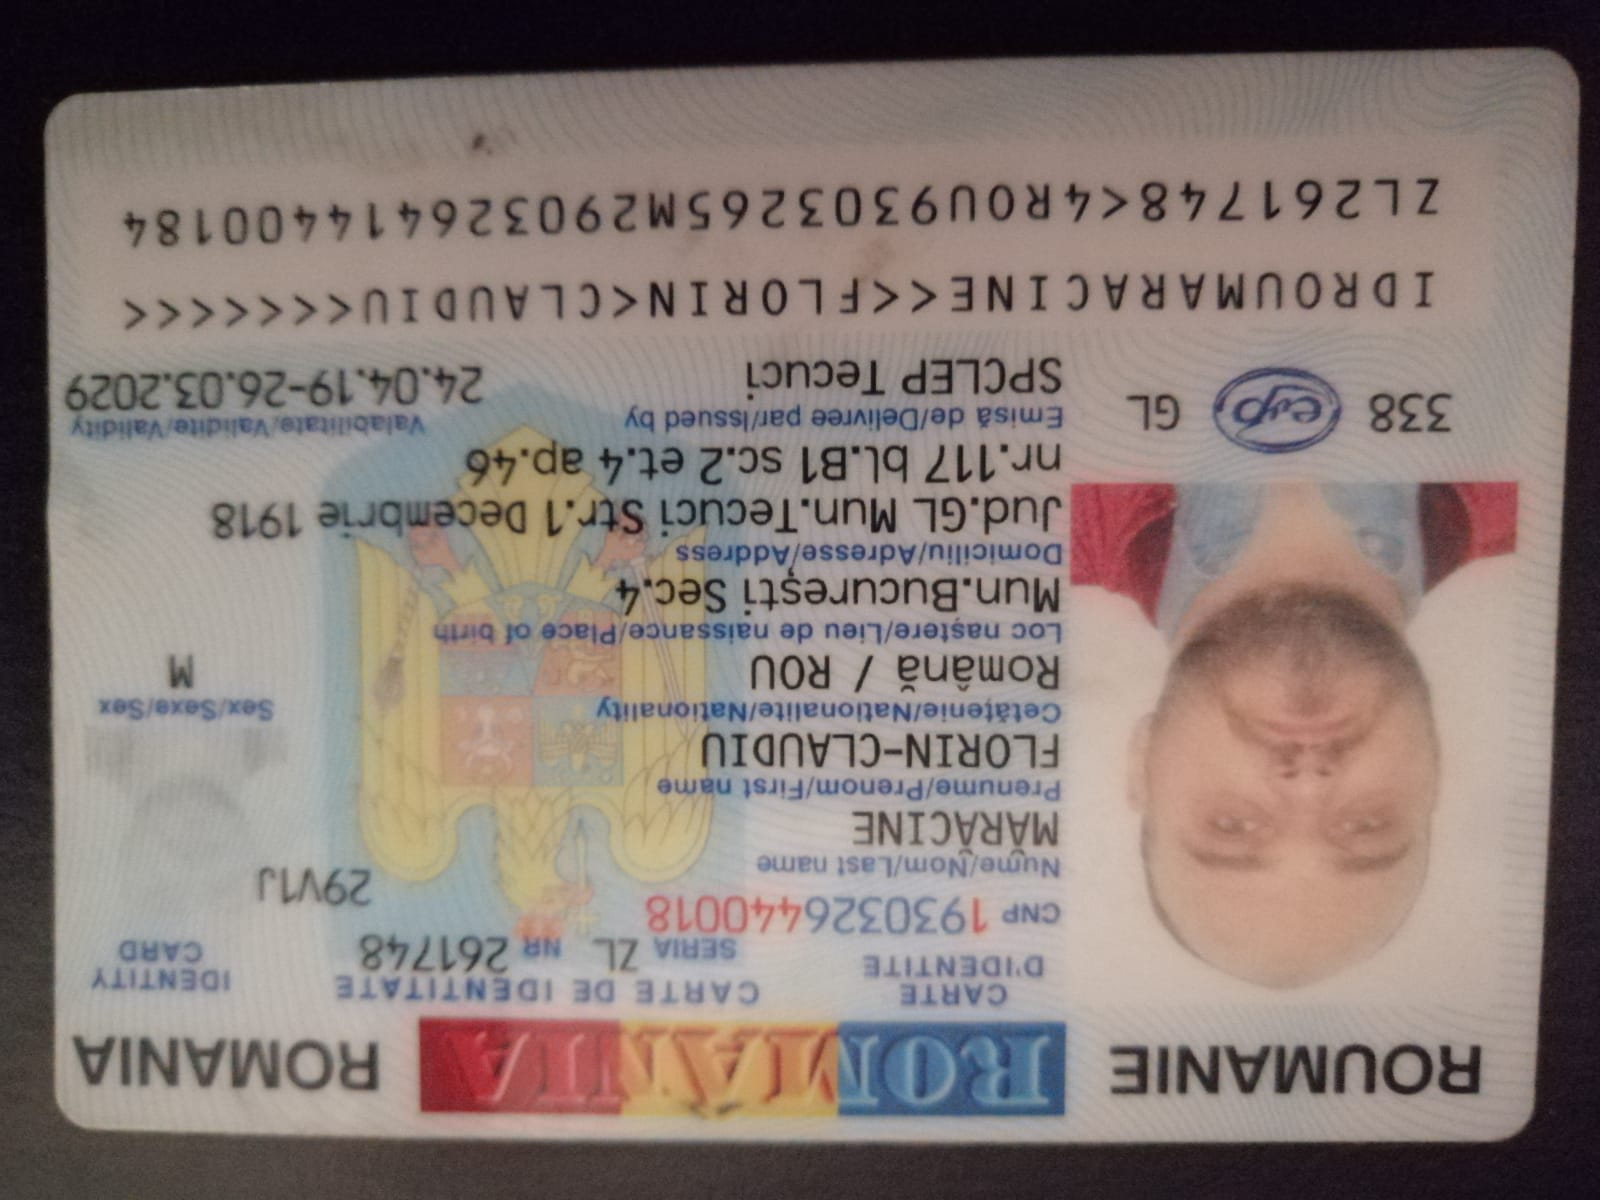 ROUMANIE ROMÂNIA ROMANIA
CARTE D'IDENTITE
CARTE DE IDENTITATE
IDENTITY CARD
SERIA ZL NR 261748
CNP 1930326440018
29V1J
Nume/Nom/Last name
MĂRĂCINE
Prenume/Prenom/First name
FLORIN-CLAUDIU
Cetățenie/Nationalite/Nationality
Română / ROU
Sex/Sexe/Sex
M
Loc naștere/Lieu de naissance/Place of birth
Mun.București Sec.4
Domiciliu/Adresse/Address
Jud.GL Mun.Tecuci Str.1 Decembrie 1918
nr.117 bl.B1 sc.2 et.4 ap.46
338 esp GL
Emisă de/Delivree par/Issued by
SPCLEP Tecuci
Valabilitate/Validite/Validity
24.04.19-26.03.2029
IDROUMARACINE<<FLORIN<CLAUDIU<<<<<<<
ZL261748<4ROU9303265M290326414400184